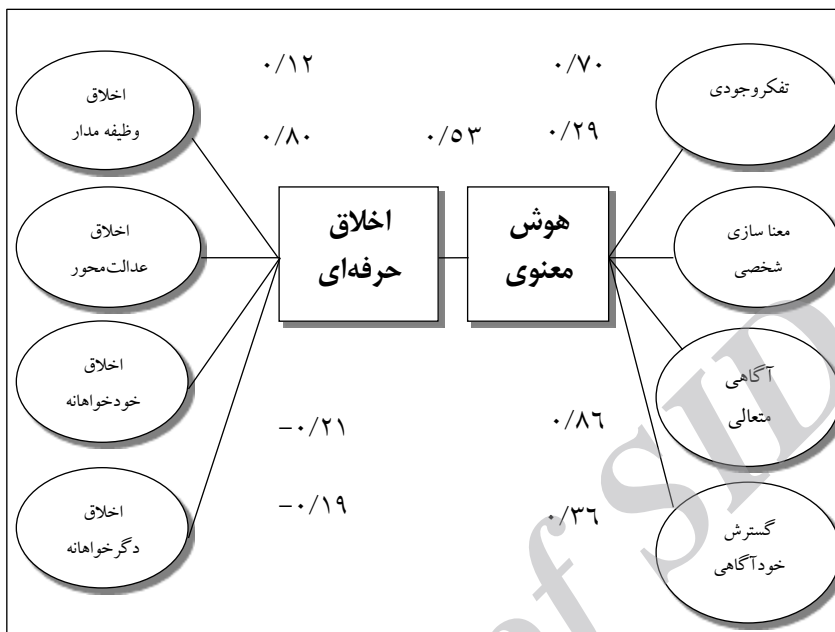 ۰/۷۰
۰/۱۲
تفکروجودی
اخلاق
وظیفه مدار
۰/۲۹
۰/۵۳
۰/۸۰
معنا سازی
شخصی
هوش
معنوی
اخلاق
حرفه‌ای
اخلاق
عدالت‌محور
آگاهی
متعالی
اخلاق
خودخواهانه
۰/۸۶
-۰/۲۱
گسترش
خودآگاهی
۰/۳۶
-۰/۱۹
اخلاق
دگرخواهانه
of SID